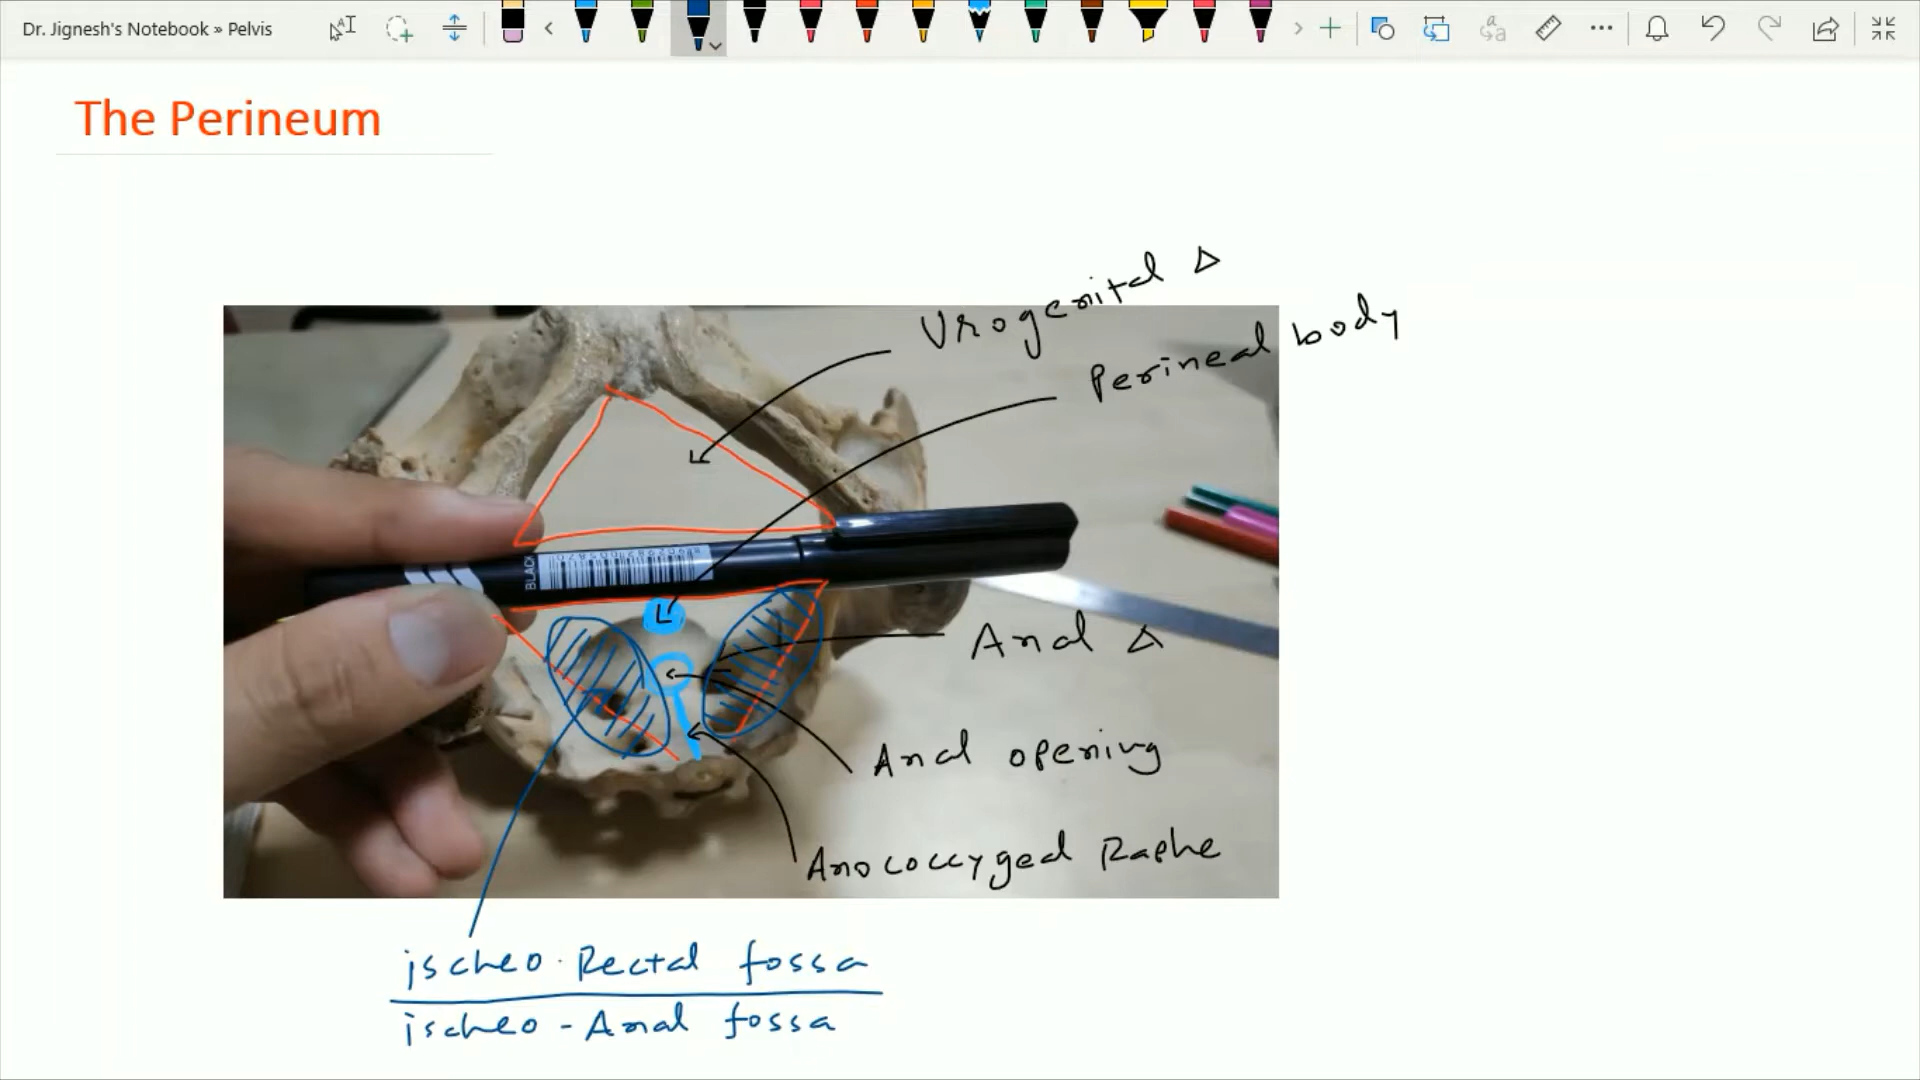 Dr. Jignesh's Notebook » Pelvis
The Perineum
Urogenital Δ
Perineal body
BLACK
Anal Δ
Anal opening
Anococcygeal Raphe
ischeo-Rectal fossa
ischeo-Anal fossa